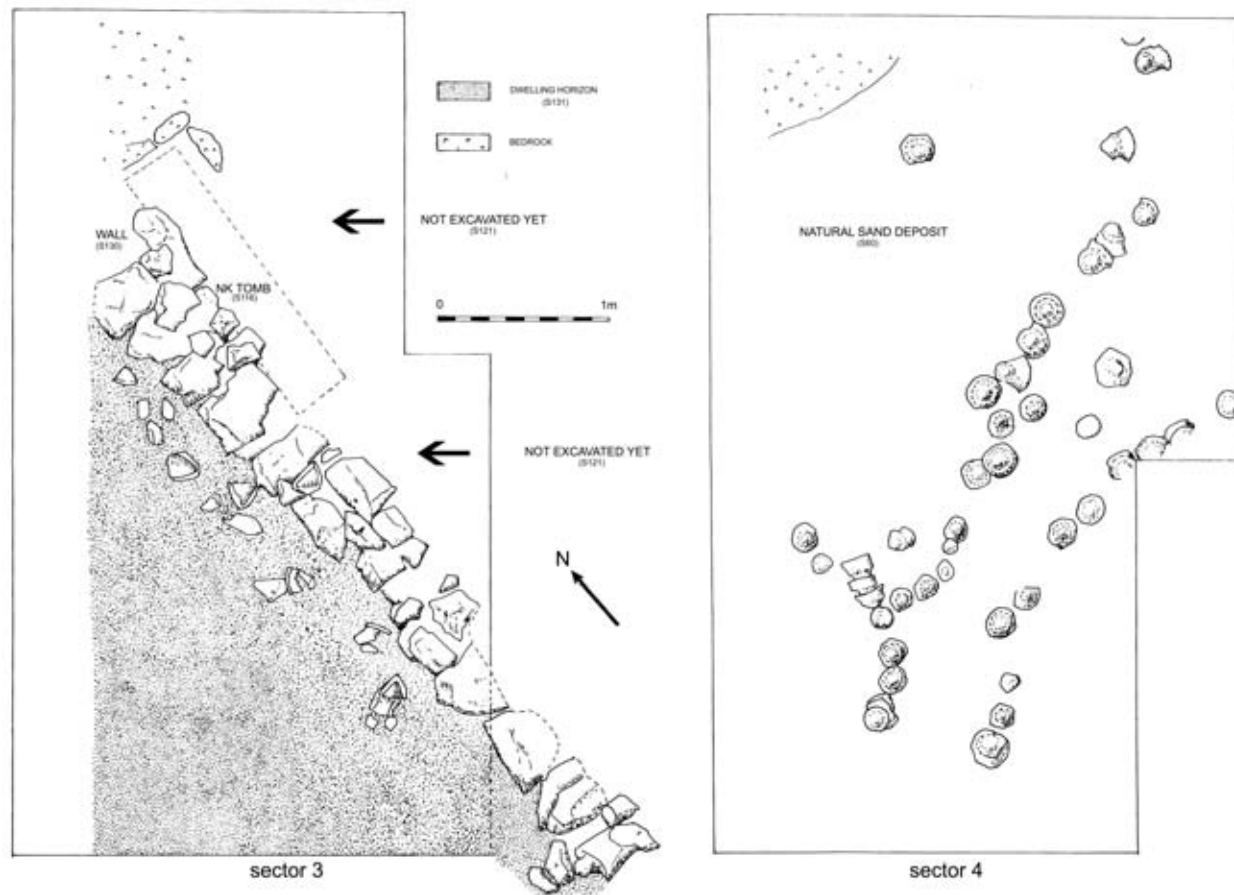 DWELLING HORIZON
(S131)
BEDROCK
NOT EXCAVATED YET
(S121)
WALL
(S130)
NK TOMB
(S116)
0 1m
NOT EXCAVATED YET
(S121)
N
sector 3
NATURAL SAND DEPOSIT
(S60)
sector 4